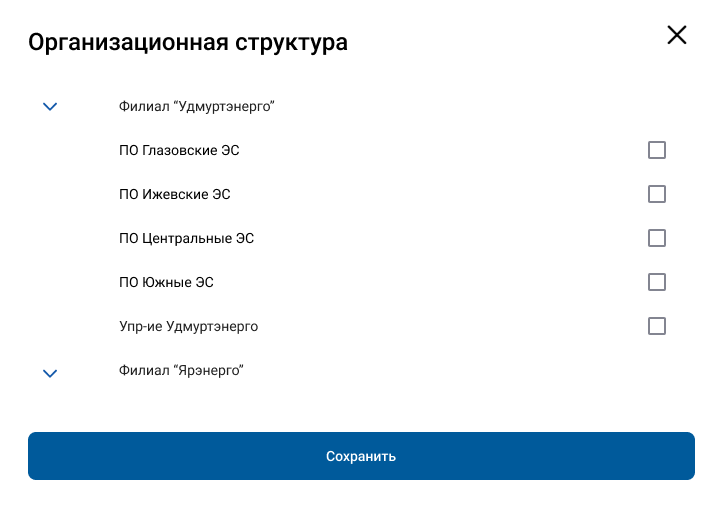 Организационная структура
Филиал “Удмуртэнерго”
ПО Глазовские ЭС
ПО Ижевские ЭС
ПО Центральные ЭС
ПО Южные ЭС
Упр-ие Удмуртэнерго
Филиал “Ярэнерго”
Сохранить